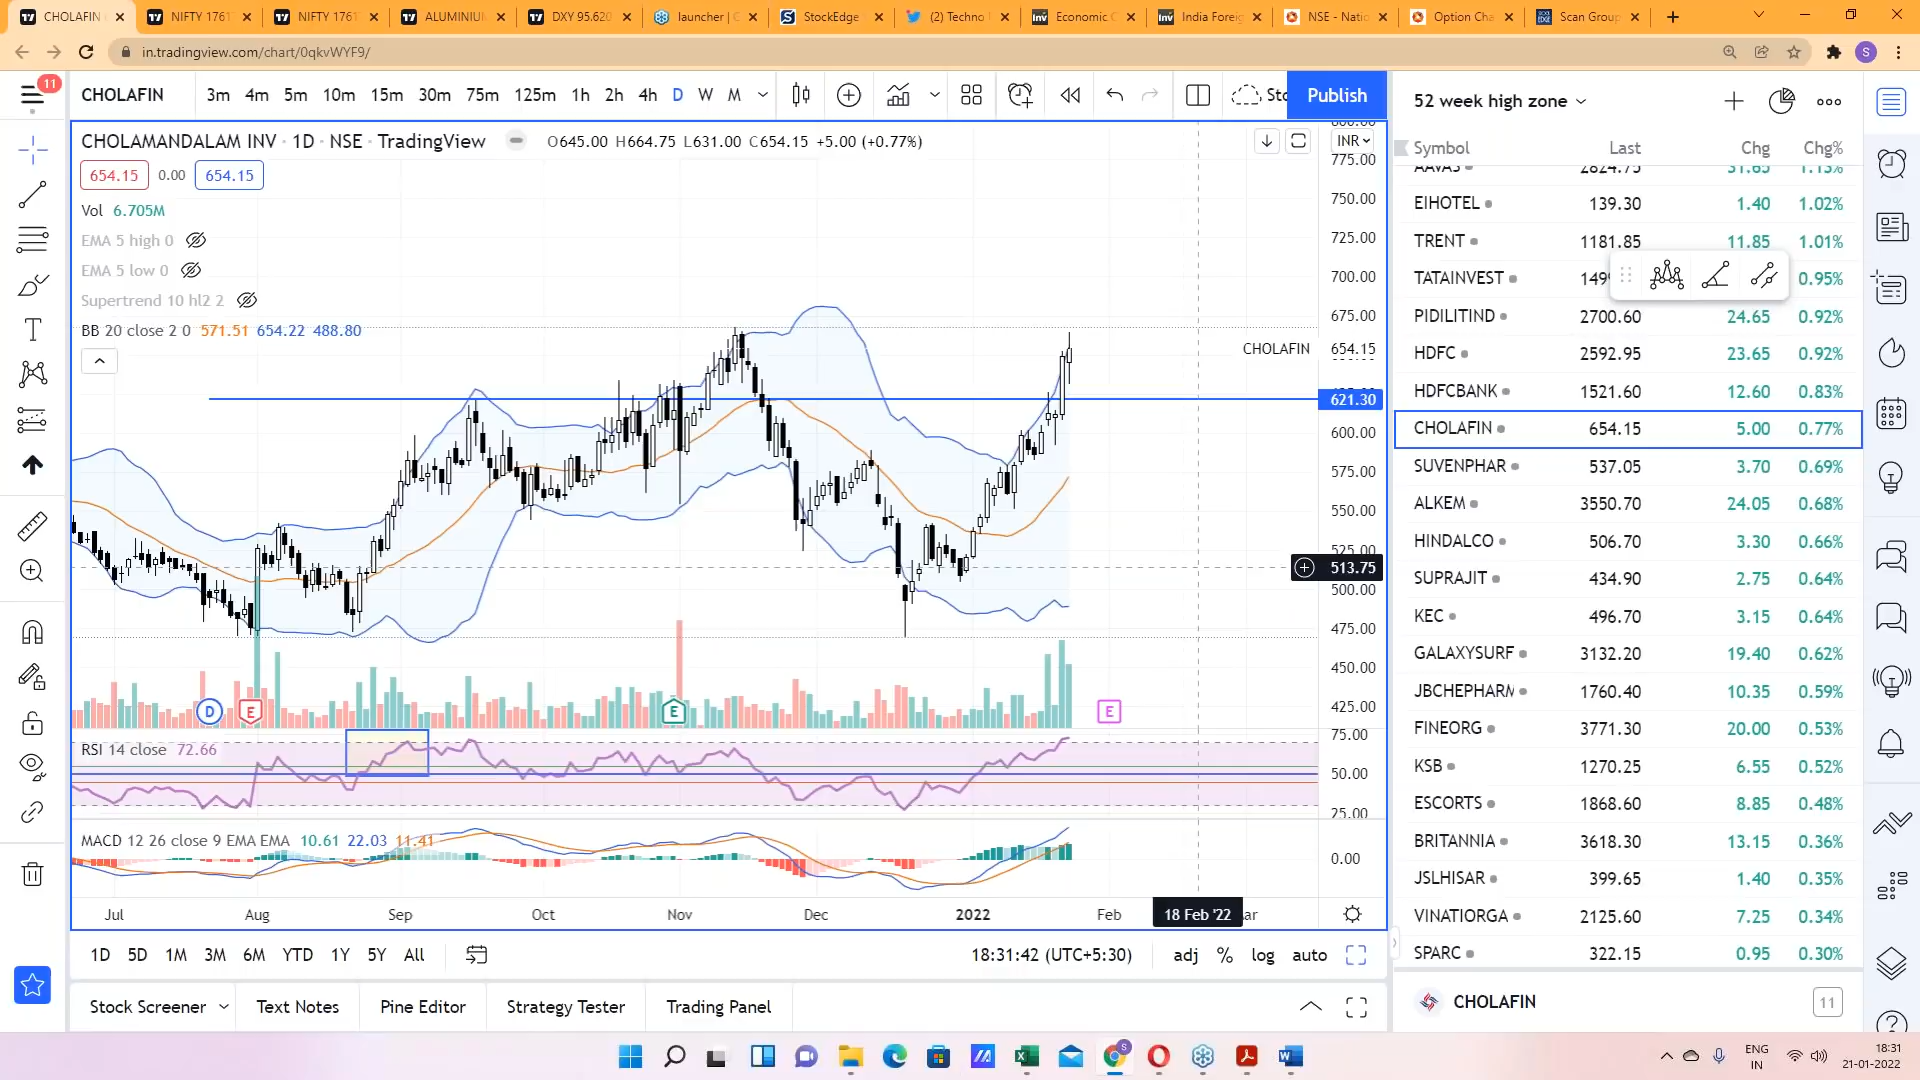 CHOLAFIN
NIFTY 1761
NIFTY 1761
ALUMINIUM
DXY 95.620
launcher | C
StockEdge
(2) Techno
Economic C
India Foreig
NSE - Natio
Option Cha
Scan Group
in.tradingview.com/chart/0qkvWYF9/
S
11
CHOLAFIN
3m 4m 5m 10m 15m 30m 75m 125m 1h 2h 4h D W M
Publish
CHOLAMANDALAM INV · 1D · NSE · TradingView
O645.00 H664.75 L631.00 C654.15 +5.00 (+0.77%)
INR
654.15 0.00 654.15
Vol 6.705M
EMA 5 high 0
EMA 5 low 0
Supertrend 10 hl2 2
BB 20 close 2 0 571.51 654.22 488.80
775.00
750.00
725.00
700.00
675.00
CHOLAFIN 654.15
621.30
600.00
575.00
550.00
525.00
513.75
500.00
475.00
450.00
425.00
D E E E
RSI 14 close 72.66
75.00
50.00
25.00
MACD 12 26 close 9 EMA EMA 10.61 22.03 11.41
0.00
Jul Aug Sep Oct Nov Dec 2022 Feb 18 Feb '22
1D 5D 1M 3M 6M YTD 1Y 5Y All
18:31:42 (UTC+5:30) adj % log auto
Stock Screener Text Notes Pine Editor Strategy Tester Trading Panel
52 week high zone
Symbol Last Chg Chg%
AAVAS 2824.75 31.65 1.13%
EIHOTEL 139.30 1.40 1.02%
TRENT 1181.85 11.85 1.01%
TATAINVEST 149 0.95%
PIDILITIND 2700.60 24.65 0.92%
HDFC 2592.95 23.65 0.92%
HDFCBANK 1521.60 12.60 0.83%
CHOLAFIN 654.15 5.00 0.77%
SUVENPHAR 537.05 3.70 0.69%
ALKEM 3550.70 24.05 0.68%
HINDALCO 506.70 3.30 0.66%
SUPRAJIT 434.90 2.75 0.64%
KEC 496.70 3.15 0.64%
GALAXYSURF 3132.20 19.40 0.62%
JBCHEPHARM 1760.40 10.35 0.59%
FINEORG 3771.30 20.00 0.53%
KSB 1270.25 6.55 0.52%
ESCORTS 1868.60 8.85 0.48%
BRITANNIA 3618.30 13.15 0.36%
JSLHISAR 399.65 1.40 0.35%
VINATIORGA 2125.60 7.25 0.34%
SPARC 322.15 0.95 0.30%
CHOLAFIN 11
ENG
IN
18:31
21-01-2022